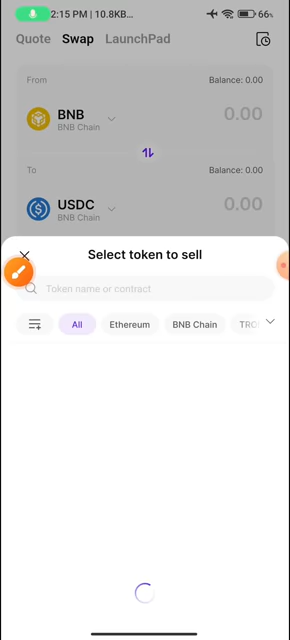 2:15 PM | 10.8KB...
66%
Quote Swap LaunchPad
From
Balance: 0.00
BNB
0.00
BNB Chain
To
Balance: 0.00
USDC
0.00
BNB Chain
Select token to sell
Token name or contract
All Ethereum BNB Chain TRO